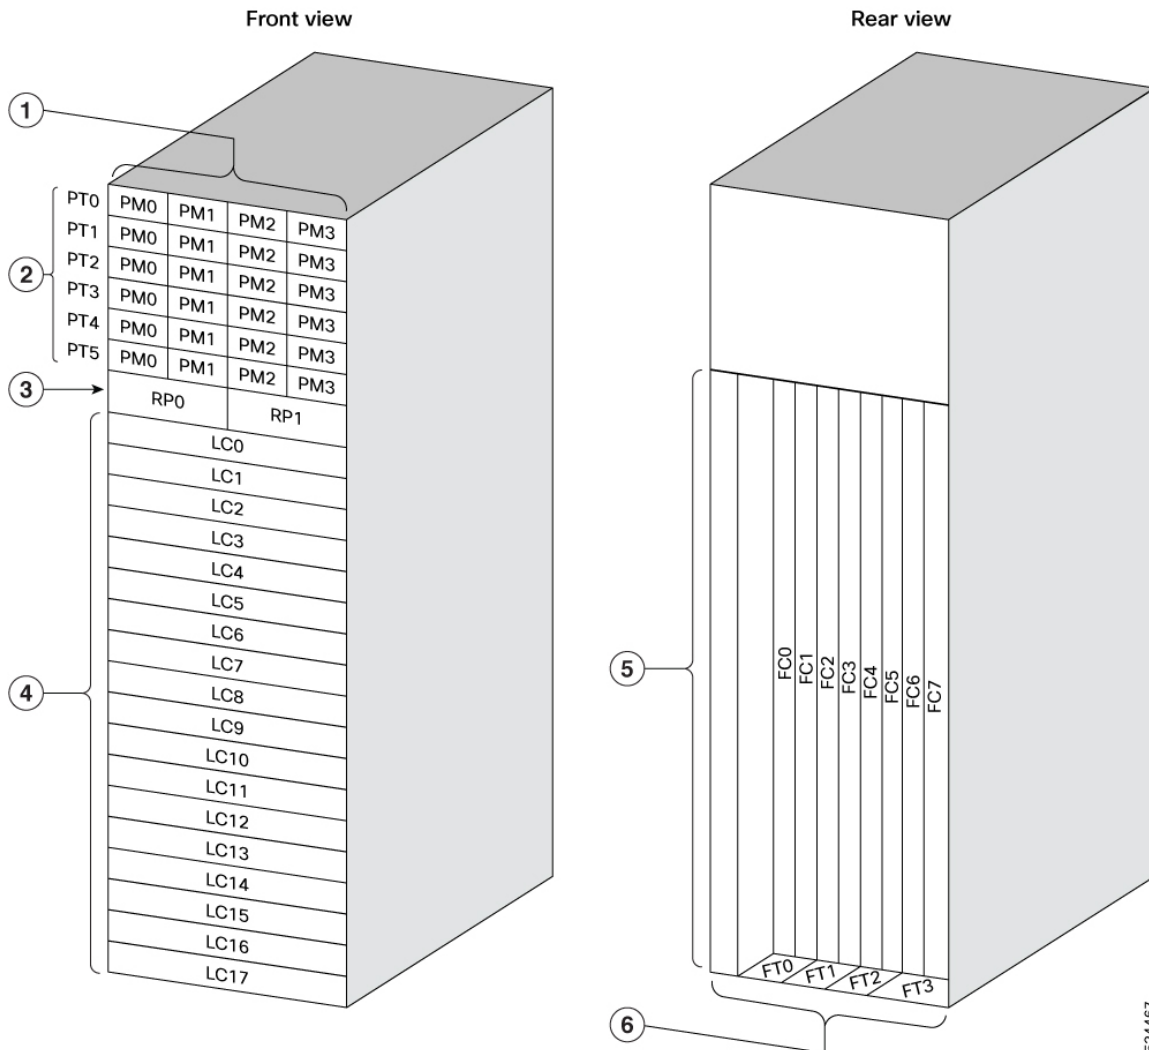 Front view
Rear view
1
2
3
4
PT0 PM0 PM1 PM2 PM3
PT1 PM0 PM1 PM2 PM3
PT2 PM0 PM1 PM2 PM3
PT3 PM0 PM1 PM2 PM3
PT4 PM0 PM1 PM2 PM3
PT5 PM0 PM1 PM2 PM3
RP0 RP1
LC0
LC1
LC2
LC3
LC4
LC5
LC6
LC7
LC8
LC9
LC10
LC11
LC12
LC13
LC14
LC15
LC16
LC17
5
FC0
FC1
FC2
FC3
FC4
FC5
FC6
FC7
FT0 FT1 FT2 FT3
6